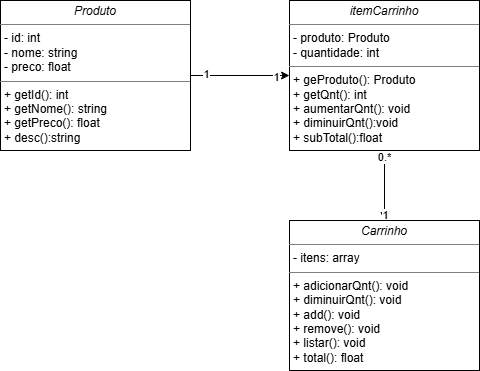 Produto
- id: int
- nome: string
- preco: float
+ getId(): int
+ getNome(): string
+ getPreco(): float
+ desc():string
1
1
itemCarrinho
- produto: Produto
- quantidade: int
+ geProduto(): Produto
+ getQnt(): int
+ aumentarQnt(): void
+ diminuirQnt():void
+ subTotal():float
0.*
'1
Carrinho
- itens: array
+ adicionarQnt(): void
+ diminuirQnt(): void
+ add(): void
+ remove(): void
+ listar(): void
+ total(): float